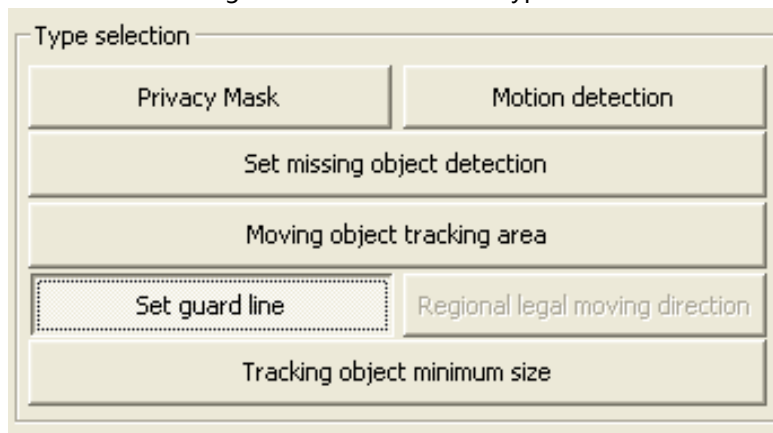 Type selection
Privacy Mask
Motion detection
Set missing object detection
Moving object tracking area
Set guard line
Regional legal moving direction
Tracking object minimum size